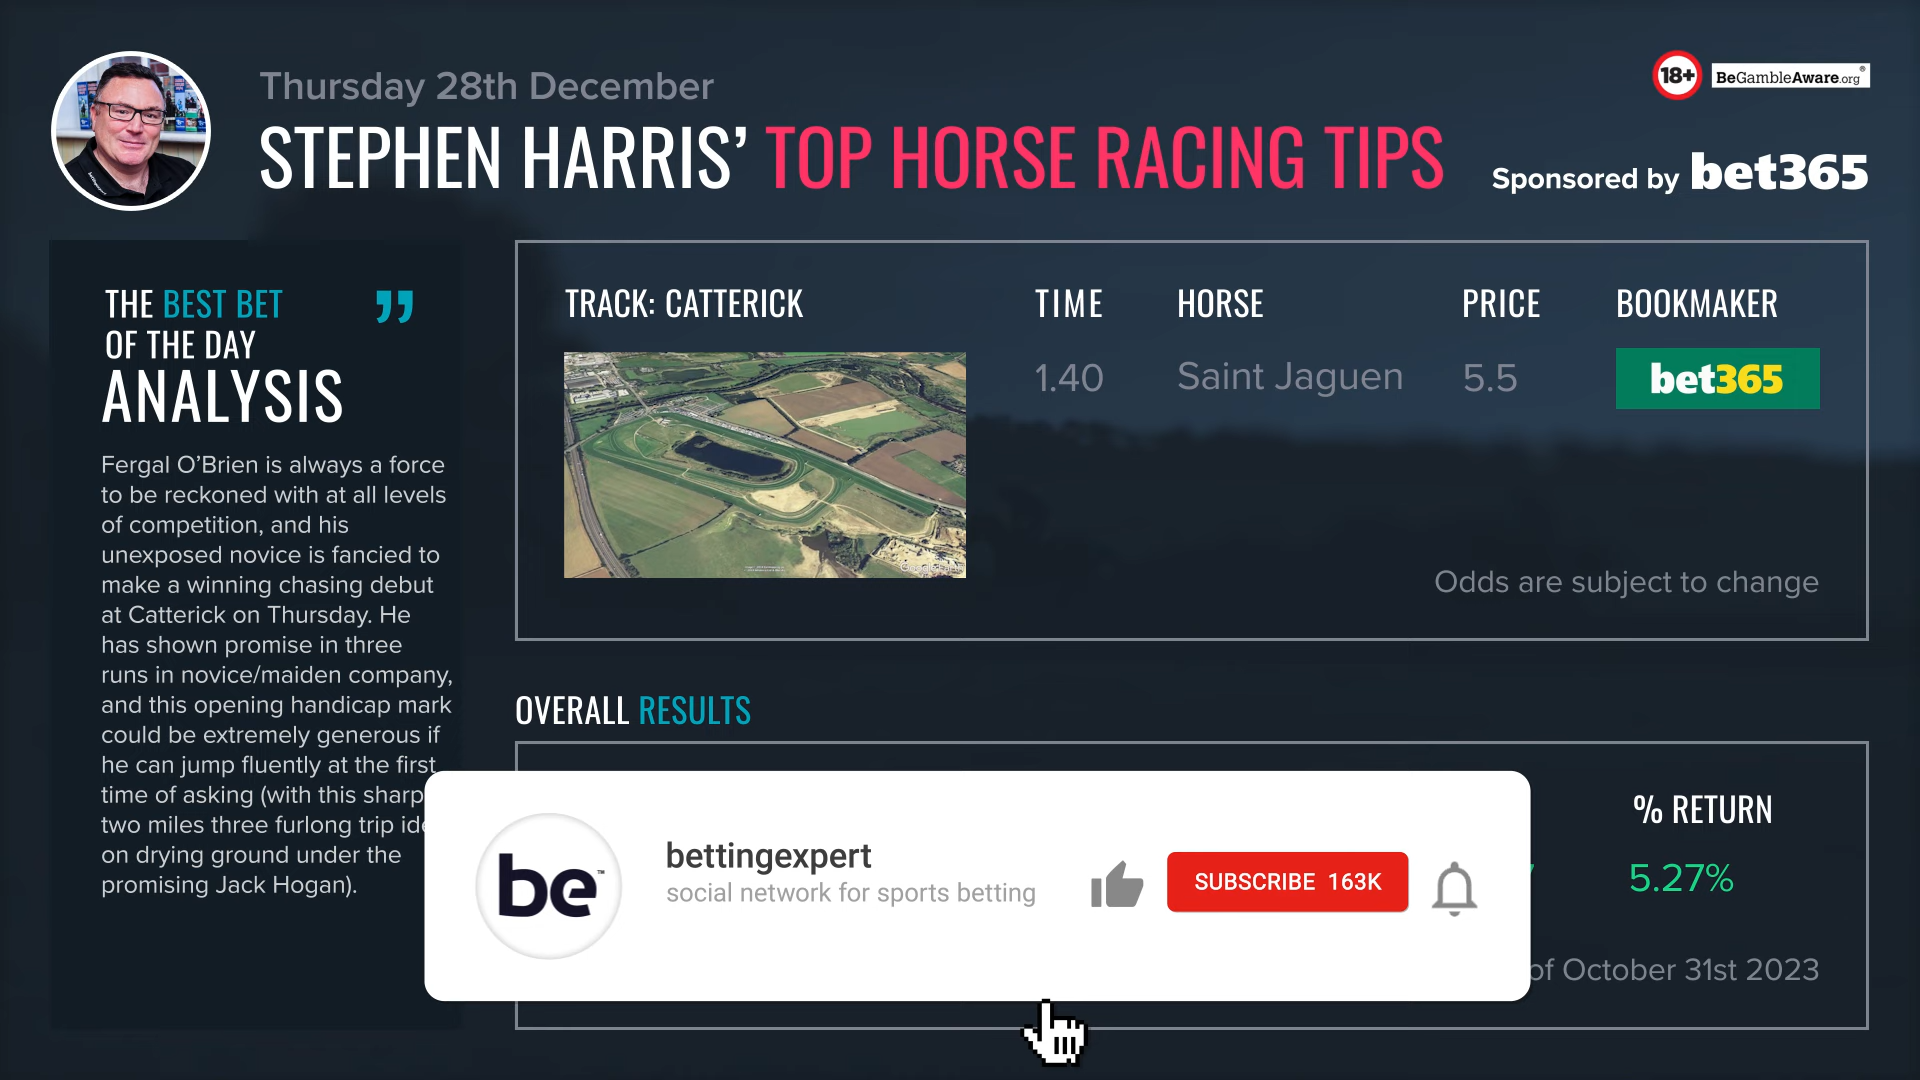 Thursday 28th December
STEPHEN HARRIS’ TOP HORSE RACING TIPS
18+
BeGambleAware.org®
Sponsored by bet365
THE BEST BET
OF THE DAY
ANALYSIS
”
Fergal O’Brien is always a force
to be reckoned with at all levels
of competition, and his
unexposed novice is fancied to
make a winning chasing debut
at Catterick on Thursday. He
has shown promise in three
runs in novice/maiden company,
and this opening handicap mark
could be extremely generous if
he can jump fluently at the first
time of asking (with this sharp
two miles three furlong trip
on drying ground under the
promising Jack Hogan).
TRACK: CATTERICK
TIME
HORSE
PRICE
BOOKMAKER
1.40
Saint Jaguen
5.5
bet365
Odds are subject to change
OVERALL RESULTS
% RETURN
5.27%
of October 31st 2023
be™
bettingexpert
social network for sports betting
SUBSCRIBE 163K